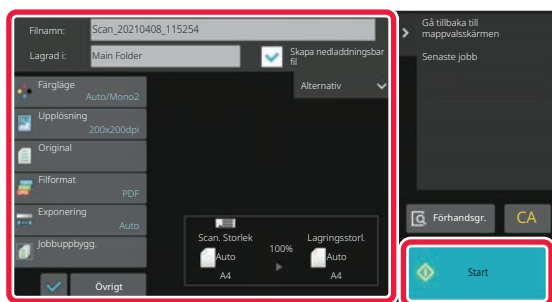 Filnamn: Scan_20210408_115254
Lagrad i: Main Folder
Skapa nedladdningsbar
fil
Alternativ
Färgläge
Auto/Mono2
Upplösning
200x200dpi
Original
Filformat
PDF
Exponering
Auto
Jobbuppbygg.
Övrigt
Scan. Storlek
Auto
A4
100%
Lagringsstorl.
Auto
A4
Gå tillbaka till
mappvalsskärmen
Senaste jobb
Förhandsgr.
CA
Start